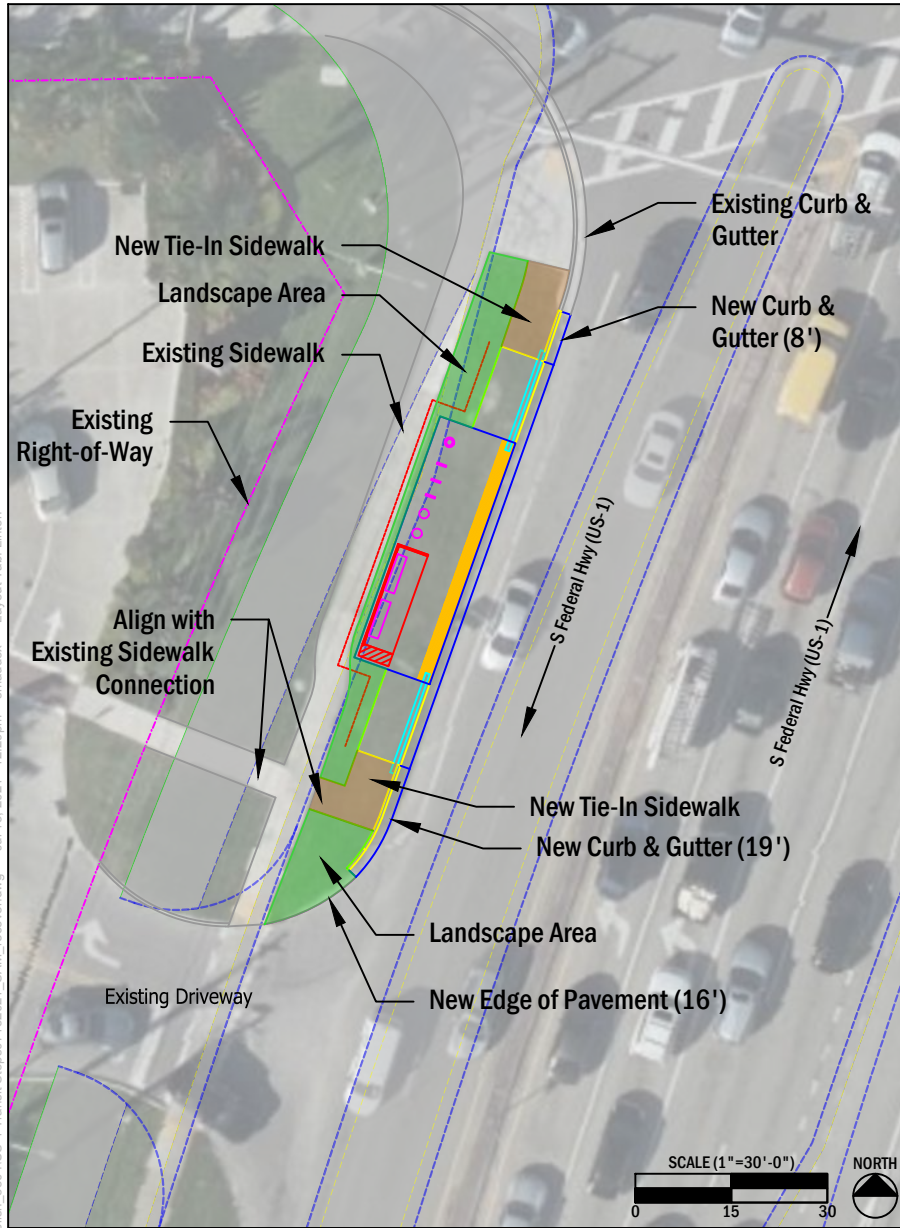 Existing Curb &
Gutter
New Tie-In Sidewalk
Landscape Area
New Curb &
Gutter (8')
Existing Sidewalk
Existing
Right-of-Way
S Federal Hwy (US-1)
S Federal Hwy (US-1)
Align with
Existing Sidewalk
Connection
New Tie-In Sidewalk
New Curb & Gutter (19')
Landscape Area
Existing Driveway
New Edge of Pavement (16')
SCALE (1"=30'-0")
0 15 30
NORTH